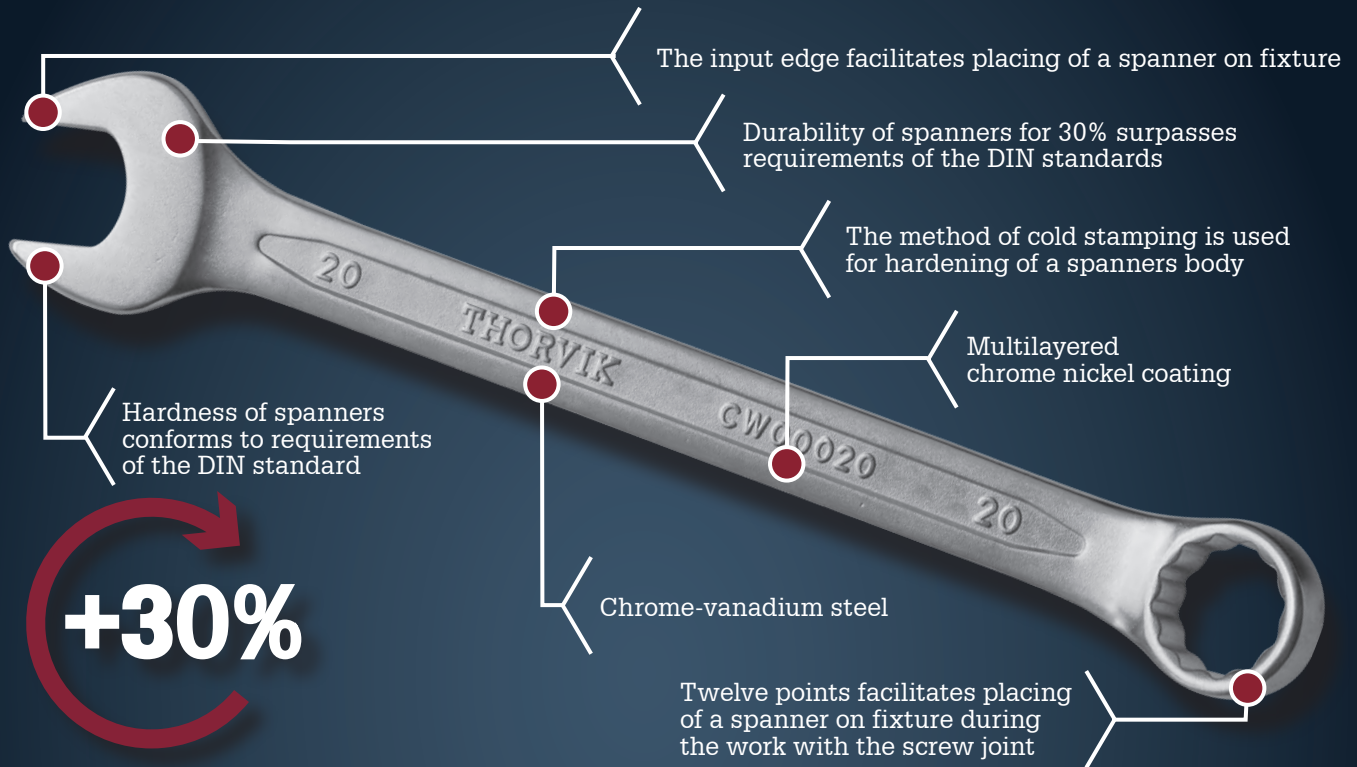 The input edge facilitates placing of a spanner on fixture
Durability of spanners for 30% surpasses
requirements of the DIN standards
The method of cold stamping is used
for hardening of a spanners body
20
THORVIK
CW00020
20
Multilayered
chrome nickel coating
Hardness of spanners
conforms to requirements
of the DIN standard
+30%
Chrome-vanadium steel
Twelve points facilitates placing
of a spanner on fixture during
the work with the screw joint